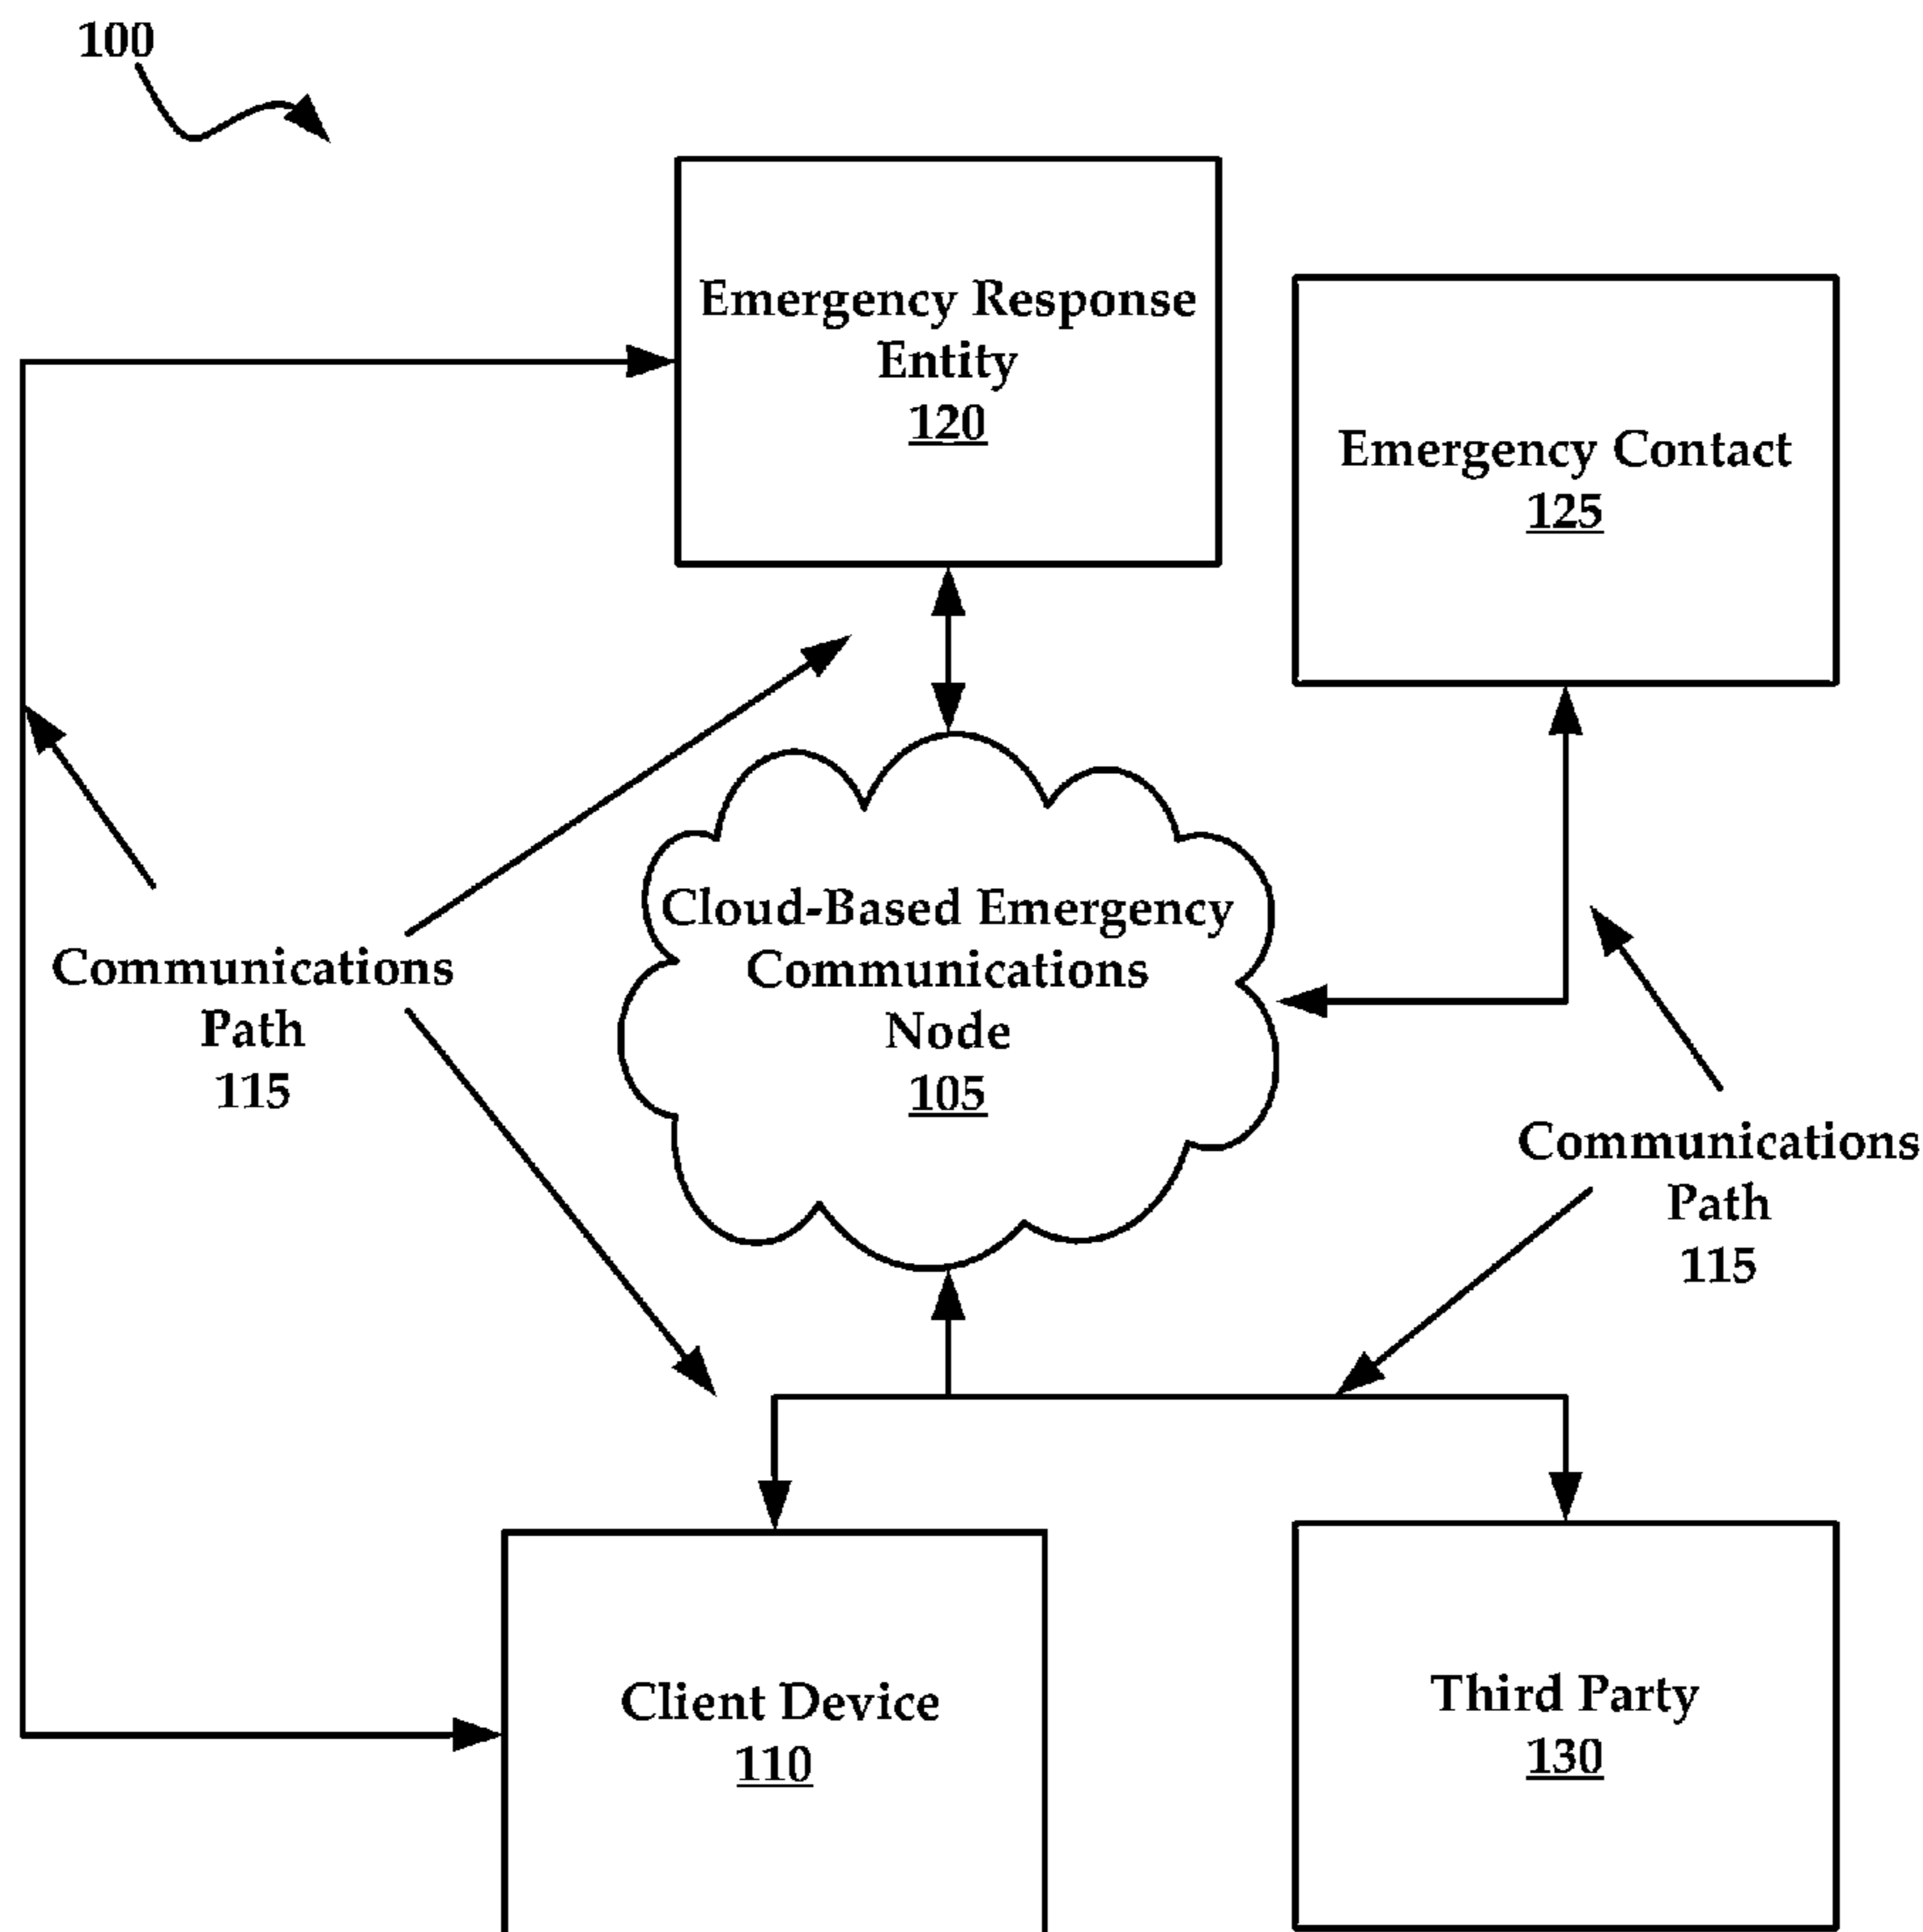 100
Emergency Response
Entity
120
Emergency Contact
125
Cloud-Based Emergency
Communications
Node
105
Communications
Path
115
Communications
Path
115
Client Device
110
Third Party
130